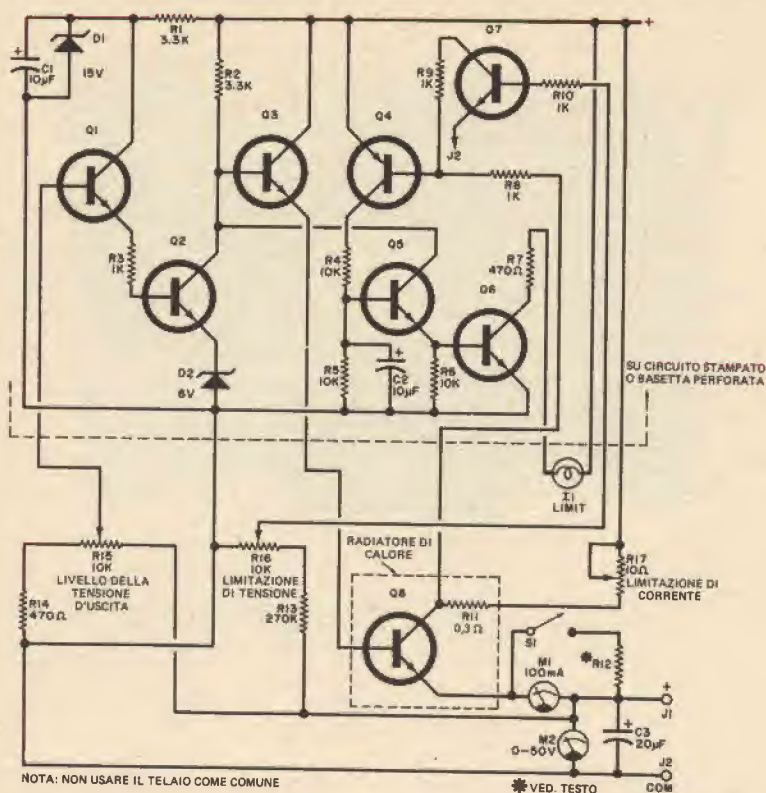 +
R1
3.3K
D1
+
C1
10µF
15V
R2
3.3K
Q7
R9
1K
R10
1K
Q1
Q3
Q4
J2
R8
1K
R3
1K
Q2
R4
10K
Q5
R7
470Ω
Q6
D2
6V
R5
10K
+
C2
10µF
R6
10K
SU CIRCUITO STAMPATO
O BASETTA PERFORATA
I1
LIMIT
RADIATORE DI
CALORE
R15
10K
LIVELLO DELLA
TENSIONE
D'USCITA
R16
10K
LIMITAZIONE
DI TENSIONE
R17
10Ω
LIMITAZIONE DI
CORRENTE
R14
470Ω
R13
270K
Q8
R11
0,3Ω
S1
*R12
M1
100mA
+
J1
M2
0-50V
+
C3
20µF
J2
COM
NOTA: NON USARE IL TELAIO COME COMUNE
* VED. TESTO